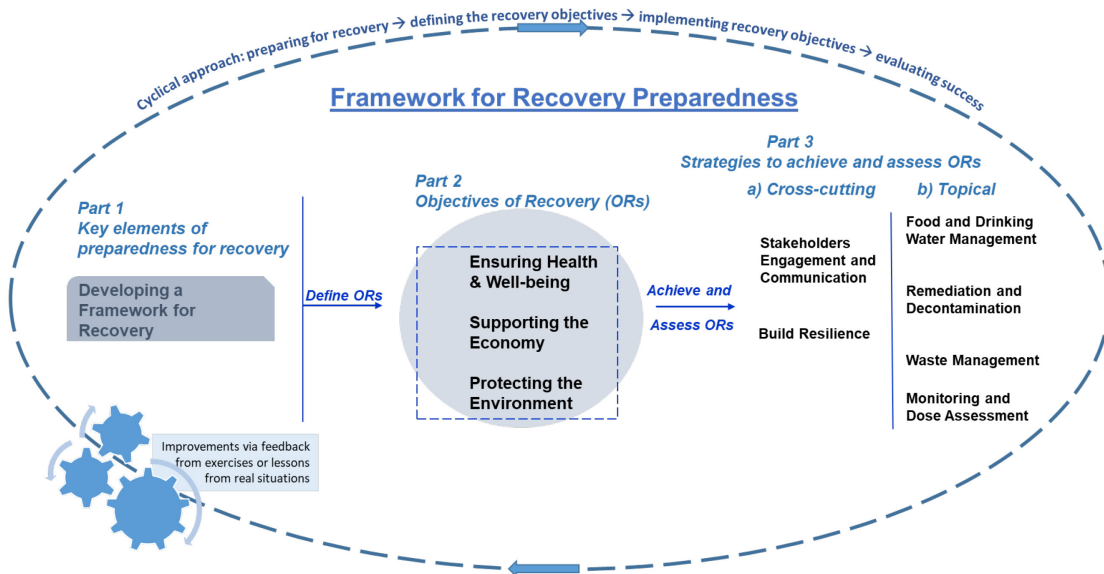 Cyclical approach: preparing for recovery → defining the recovery objectives → implementing recovery objectives → evaluating success
Framework for Recovery Preparedness
Part 1
Key elements of
preparedness for recovery
Developing a
Framework for
Recovery
Define ORs
Part 2
Objectives of Recovery (ORs)
Ensuring Health
& Well-being
Supporting the
Economy
Protecting the
Environment
Achieve and
Assess ORs
Part 3
Strategies to achieve and assess ORs
a) Cross-cutting
Stakeholders
Engagement and
Communication
Build Resilience
b) Topical
Food and Drinking
Water Management
Remediation and
Decontamination
Waste Management
Monitoring and
Dose Assessment
Improvements via feedback
from exercises or lessons
from real situations